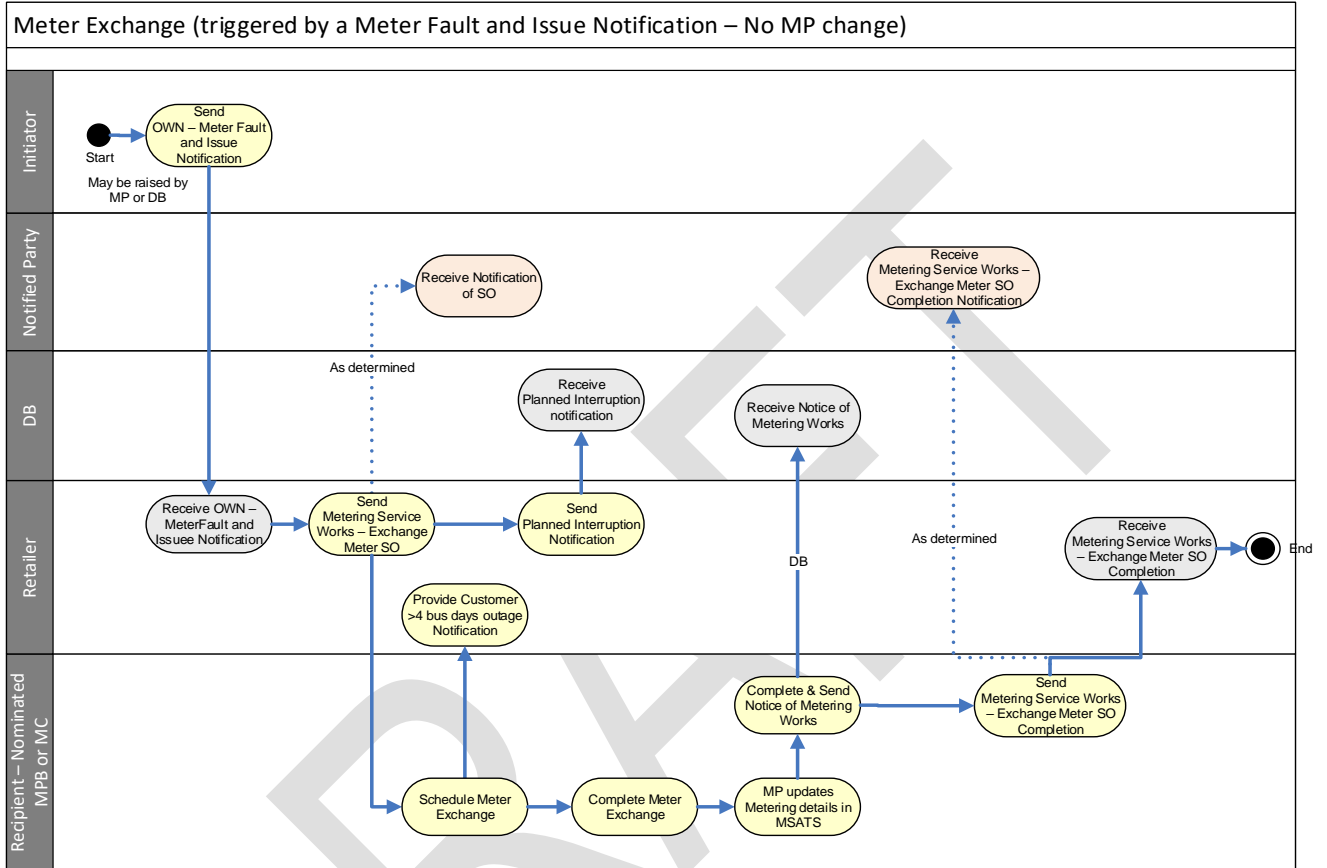 Meter Exchange (triggered by a Meter Fault and Issue Notification – No MP change)
Initiator
Start
Send
OWN – Meter Fault
and Issue
Notification
May be raised by
MP or DB
Notified Party
Receive Notification
of SO
Receive
Metering Service Works –
Exchange Meter SO
Completion Notification
As determined
DB
Receive
Planned Interruption
notification
Receive Notice of
Metering Works
Retailer
Receive OWN –
MeterFault and
Issuee Notification
Send
Metering Service
Works – Exchange
Meter SO
Send
Planned Interruption
Notification
Provide Customer
>4 bus days outage
Notification
DB
As determined
Receive
Metering Service Works
– Exchange Meter SO
Completion
End
Recipient – Nominated
MPB or MC
Schedule Meter
Exchange
Complete Meter
Exchange
MP updates
Metering details in
MSATS
Complete & Send
Notice of Metering
Works
Send
Metering Service Works
– Exchange Meter SO
Completion
DRAFT